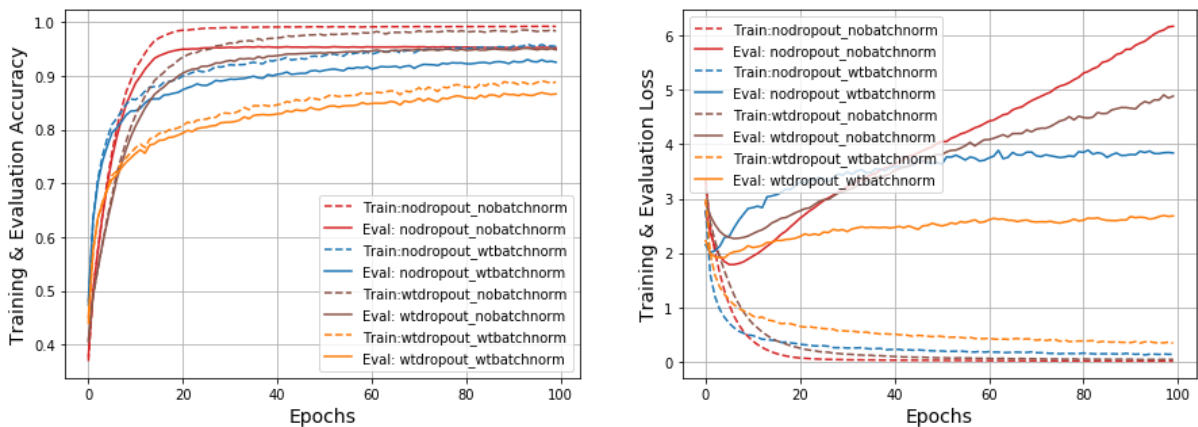 Training & Evaluation Accuracy
1.0
0.9
0.8
0.7
0.6
0.5
0.4
Train:nodropout_nobatchnorm
Eval: nodropout_nobatchnorm
Train:nodropout_wtbatchnorm
Eval: nodropout_wtbatchnorm
Train:wtdropout_nobatchnorm
Eval: wtdropout_nobatchnorm
Train:wtdropout_wtbatchnorm
Eval: wtdropout_wtbatchnorm
0 20 40 60 80 100
Epochs
Training & Evaluation Loss
6
5
4
3
2
1
0
Train:nodropout_nobatchnorm
Eval: nodropout_nobatchnorm
Train:nodropout_wtbatchnorm
Eval: nodropout_wtbatchnorm
Train:wtdropout_nobatchnorm
Eval: wtdropout_nobatchnorm
Train:wtdropout_wtbatchnorm
Eval: wtdropout_wtbatchnorm
0 20 40 60 80 100
Epochs